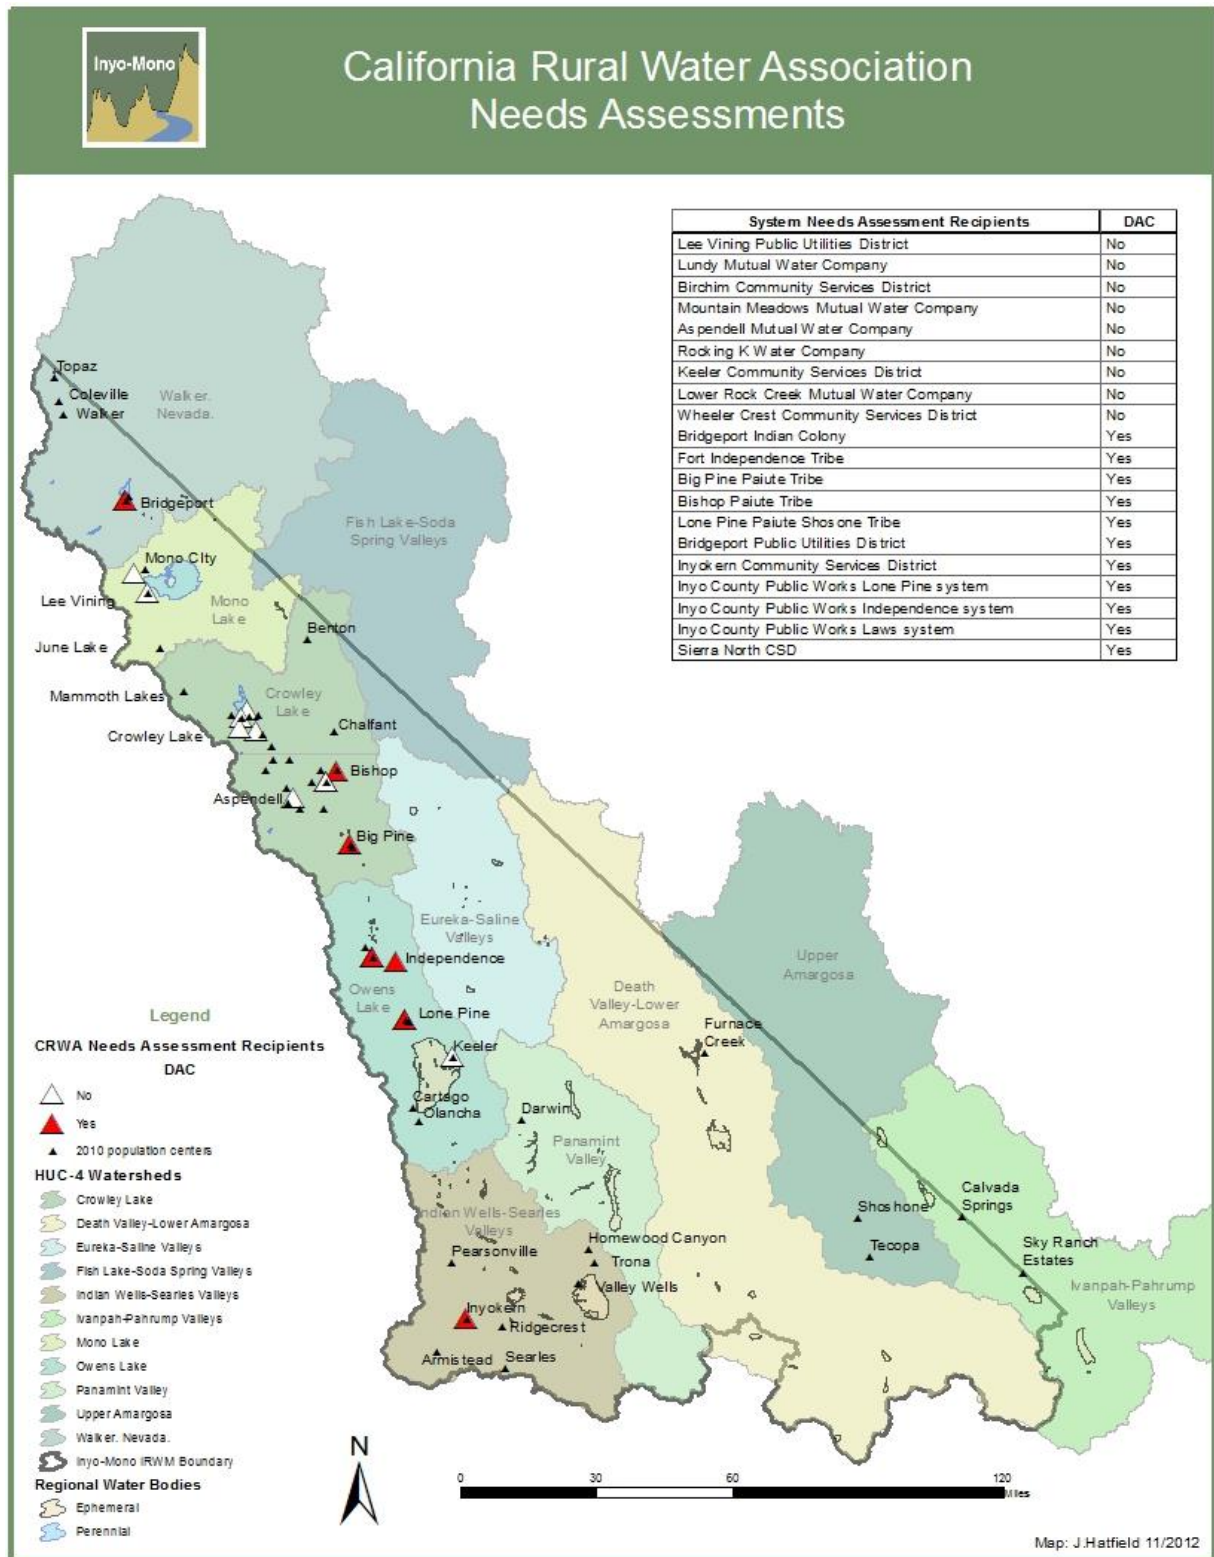 Inyo-Mono
California Rural Water Association
Needs Assessments
System Needs Assessment Recipients DAC
Lee Vining Public Utilities District No
Lundy Mutual Water Company No
Birchim Community Services District No
Mountain Meadows Mutual Water Company No
Aspendell Mutual Water Company No
Rocking K Water Company No
Keeler Community Services District No
Lower Rock Creek Mutual Water Company No
Wheeler Crest Community Services District No
Bridgeport Indian Colony Yes
Fort Independence Tribe Yes
Big Pine Paiute Tribe Yes
Bishop Paiute Tribe Yes
Lone Pine Paiute Shosone Tribe Yes
Bridgeport Public Utilities District Yes
Inyokern Community Services District Yes
Inyo County Public Works Lone Pine system Yes
Inyo County Public Works Independence system Yes
Inyo County Public Works Laws system Yes
Sierra North CSD Yes
Topaz
Coleville
Walker
Walker.
Nevada.
Bridgeport
Fish Lake-Soda
Spring Valleys
Mono CIty
Lee Vining
Mono
Lake
June Lake
Benton
Mammoth Lakes
Crowley
Lake
Crowley Lake
Chalfant
Bishop
Aspendell
Big Pine
Eureka-Saline
Valleys
Upper
Amargosa
Independence
Owens
Lake
Death
Valley-Lower
Amargosa
Lone Pine
Furnace
Creek
Keeler
Cartago
Olancha
Darwin
Panamint
Valley
Calvada
Springs
Shoshone
Indian Wells-Searles
Valleys
Homewood Canyon
Pearsonville
Trona
Tecopa
Sky Ranch
Estates
Valley Wells
Ivanpah-Pahrump
Valleys
Inyokern
Ridgecrest
Armistead
Searles
Legend
CRWA Needs Assessment Recipients
DAC
No
Yes
2010 population centers
HUC-4 Watersheds
Crowley Lake
Death Valley-Lower Amargosa
Eureka-Saline Valleys
Fish Lake-Soda Spring Valleys
Indian Wells-Searles Valleys
Ivanpah-Pahrump Valleys
Mono Lake
Owens Lake
Panamint Valley
Upper Amargosa
Walker. Nevada.
Inyo-Mono IRWM Boundary
Regional Water Bodies
Ephemeral
Perennial
N
0 30 60 120
Miles
Map: J.Hatfield 11/2012